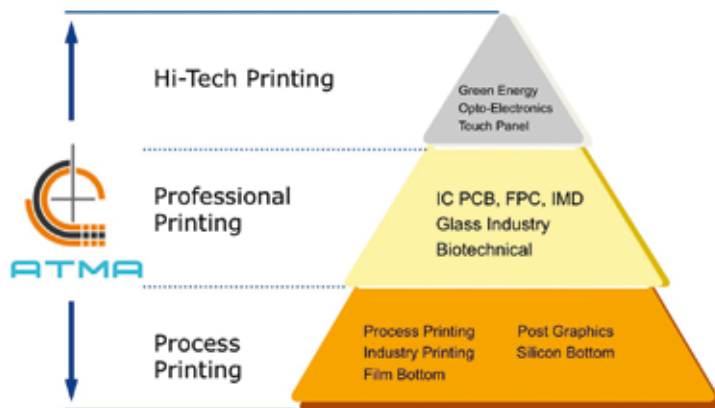 Hi-Tech Printing
Green Energy
Opto-Electronics
Touch Panel
Professional
Printing
IC PCB, FPC, IMD
Glass Industry
Biotechnical
ATMA
Process
Printing
Process Printing
Industry Printing
Film Bottom
Post Graphics
Silicon Bottom